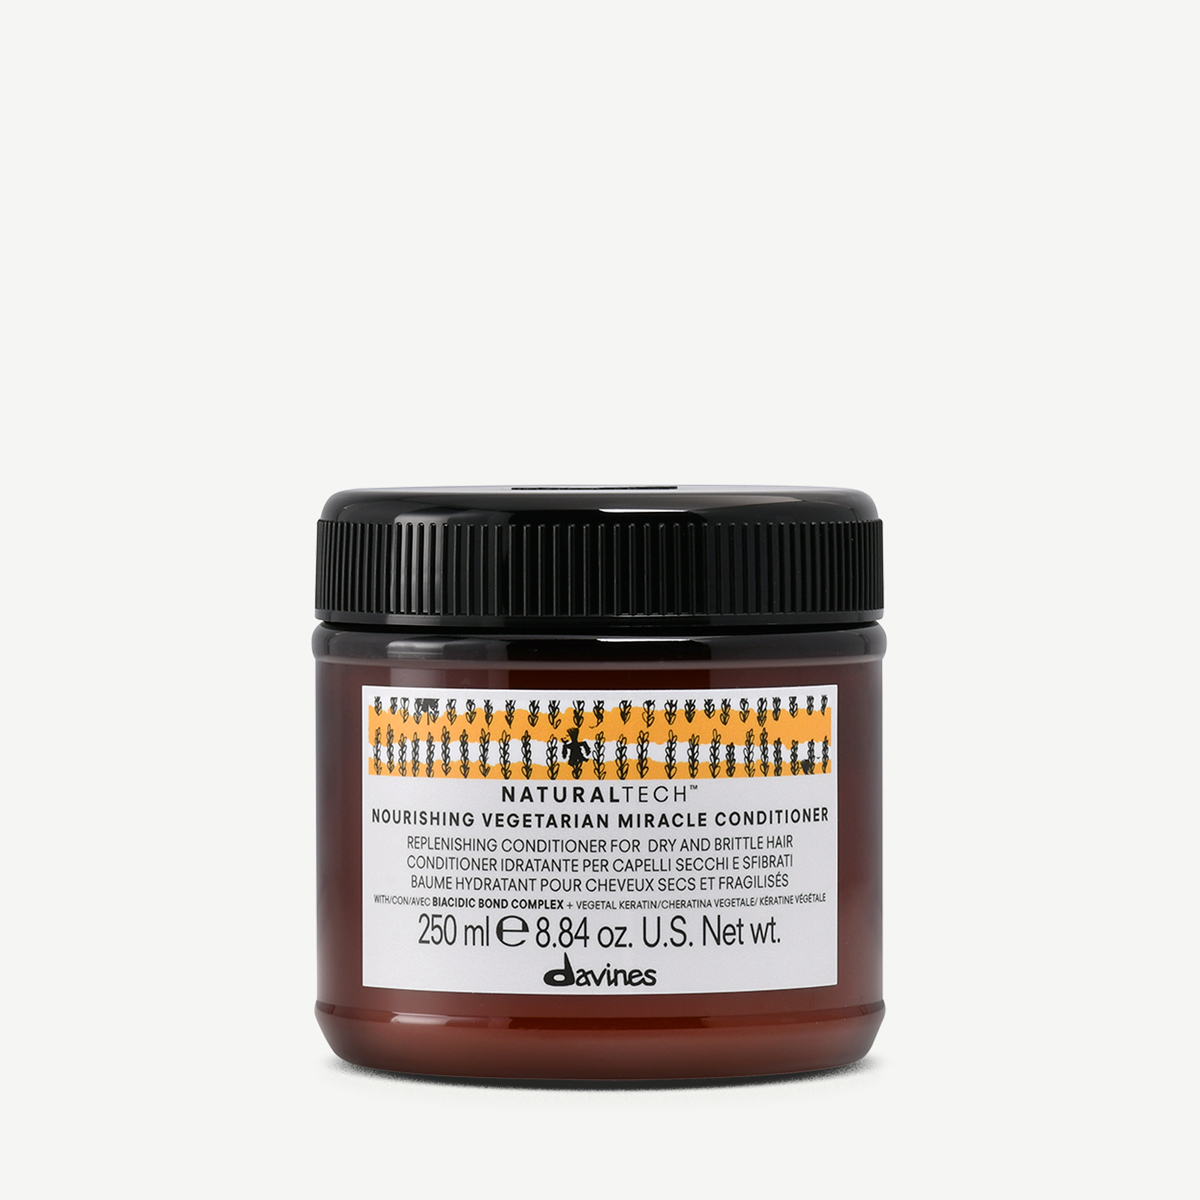 NATURALTECH™
NOURISHING VEGETARIAN MIRACLE CONDITIONER
REPLENISHING CONDITIONER FOR DRY AND BRITTLE HAIR
CONDITIONER IDRATANTE PER CAPELLI SECCHI E SFIBRATI
BAUME HYDRATANT POUR CHEVEUX SECS ET FRAGILISÉS
WITH/CON/AVEC BIACIDIC BOND COMPLEX + VEGETAL KERATIN/CHERATINA VEGETALE/ KÉRATINE VÉGÉTALE
250 ml ℮ 8.84 oz. U.S. Net wt.
davines